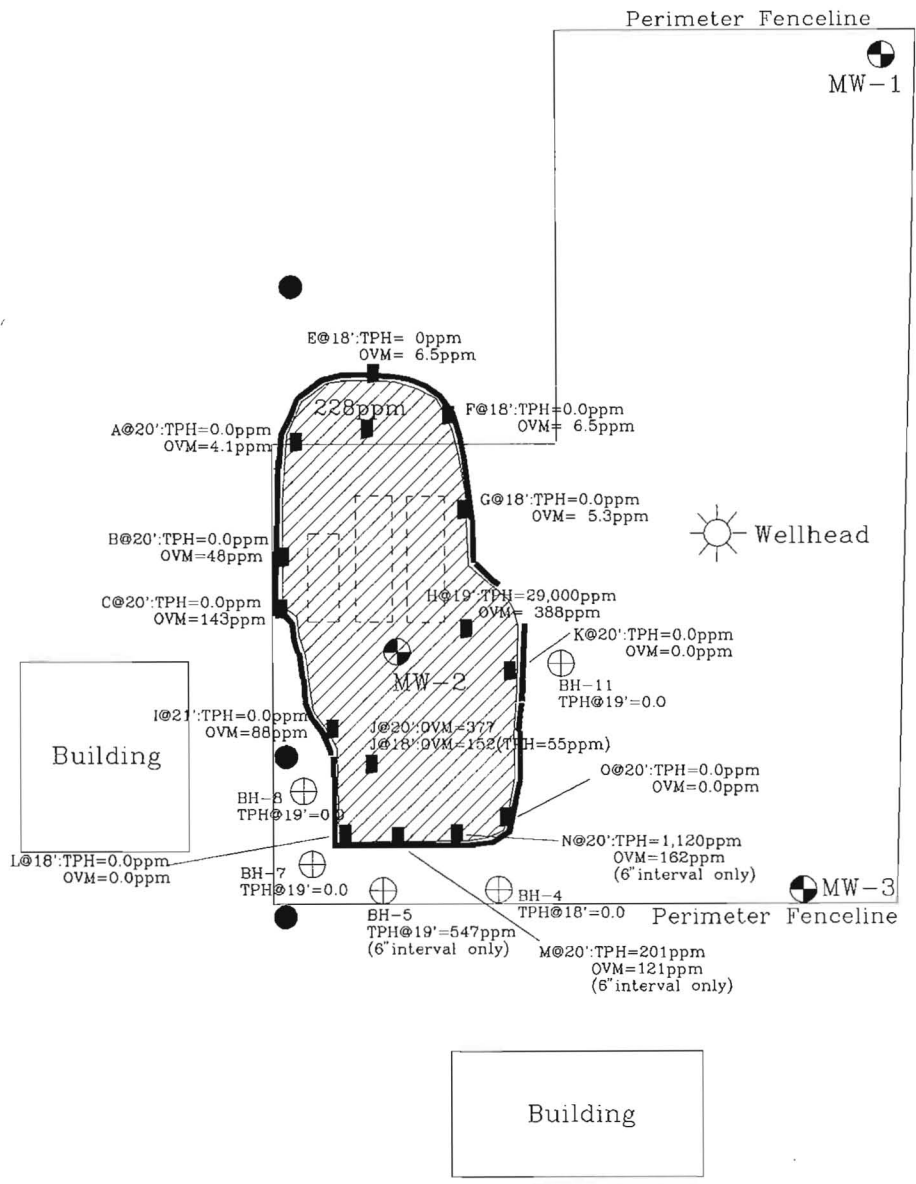 Perimeter Fenceline
MW-1
E@18':TPH= 0ppm
OVM= 6.5ppm
228ppm
F@18':TPH=0.0ppm
OVM= 6.5ppm
A@20':TPH=0.0ppm
OVM=4.1ppm
G@18':TPH=0.0ppm
OVM= 5.3ppm
Wellhead
B@20':TPH=0.0ppm
OVM=48ppm
C@20':TPH=0.0ppm
OVM=143ppm
H@19':TPH=29,000ppm
OVM= 388ppm
K@20':TPH=0.0ppm
OVM=0.0ppm
MW-2
BH-11
TPH@19'=0.0
I@21':TPH=0.0ppm
OVM=88ppm
J@20':OVM=377
J@18':OVM=152(TPH=55ppm)
Building
O@20':TPH=0.0ppm
OVM=0.0ppm
BH-8
TPH@19'=0.0
N@20':TPH=1,120ppm
OVM=162ppm
(6"interval only)
L@18':TPH=0.0ppm
OVM=0.0ppm
BH-7
TPH@19'=0.0
MW-3
BH-4
TPH@18'=0.0
Perimeter Fenceline
BH-5
TPH@19'=547ppm
(6"interval only)
M@20':TPH=201ppm
OVM=121ppm
(6"interval only)
Building